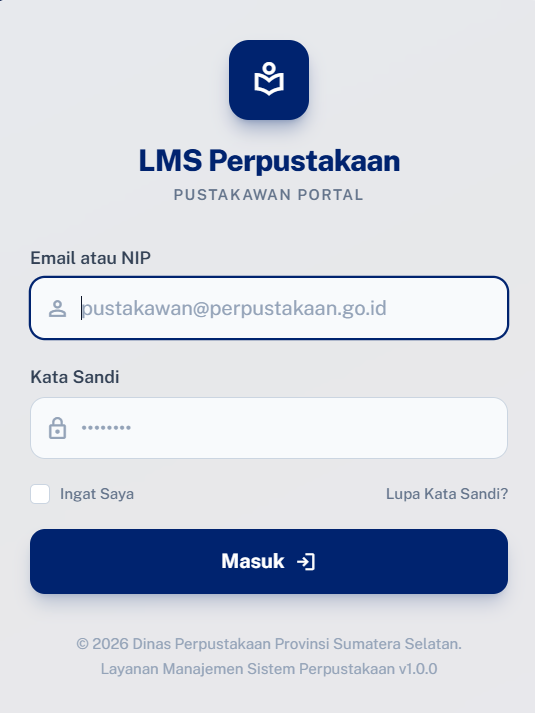 LMS Perpustakaan
PUSTAKAWAN PORTAL
Email atau NIP
pustakawan@perpustakaan.go.id
Kata Sandi
••••••••
Ingat Saya
Lupa Kata Sandi?
Masuk
© 2026 Dinas Perpustakaan Provinsi Sumatera Selatan.
Layanan Manajemen Sistem Perpustakaan v1.0.0